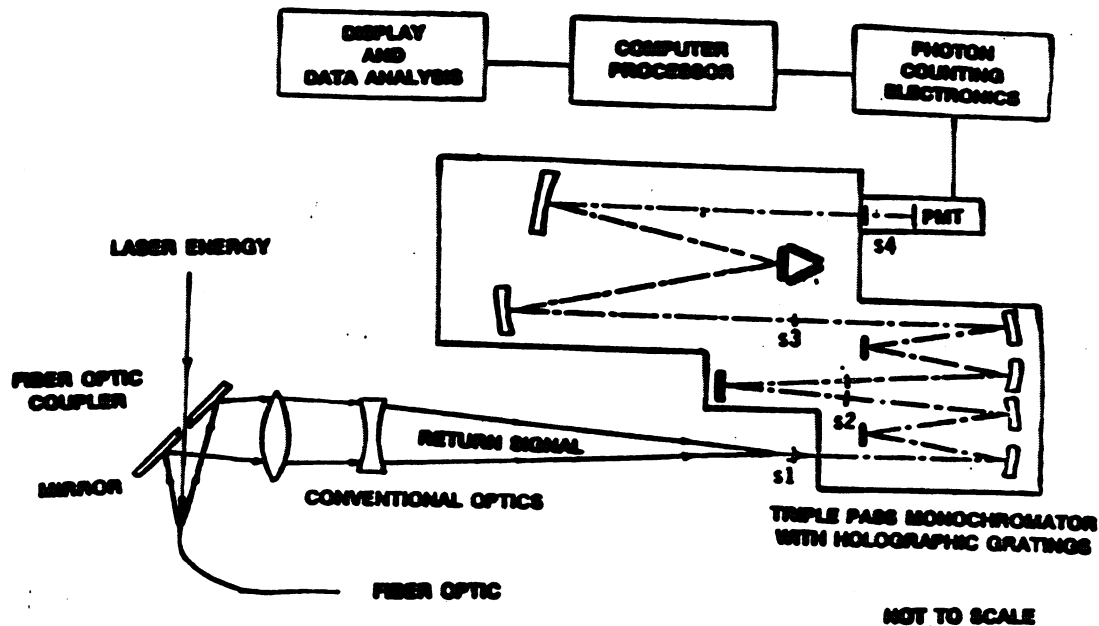 DISPLAY
AND
DATA ANALYSIS
COMPUTER
PROCESSOR
PHOTON
COUNTING
ELECTRONICS
PMT
s4
LASER ENERGY
s3
FIBER OPTIC
COUPLER
s2
RETURN SIGNAL
s1
MIRROR
CONVENTIONAL OPTICS
TRIPLE PASS MONOCHROMATOR
WITH HOLOGRAPHIC GRATINGS
FIBER OPTIC
NOT TO SCALE